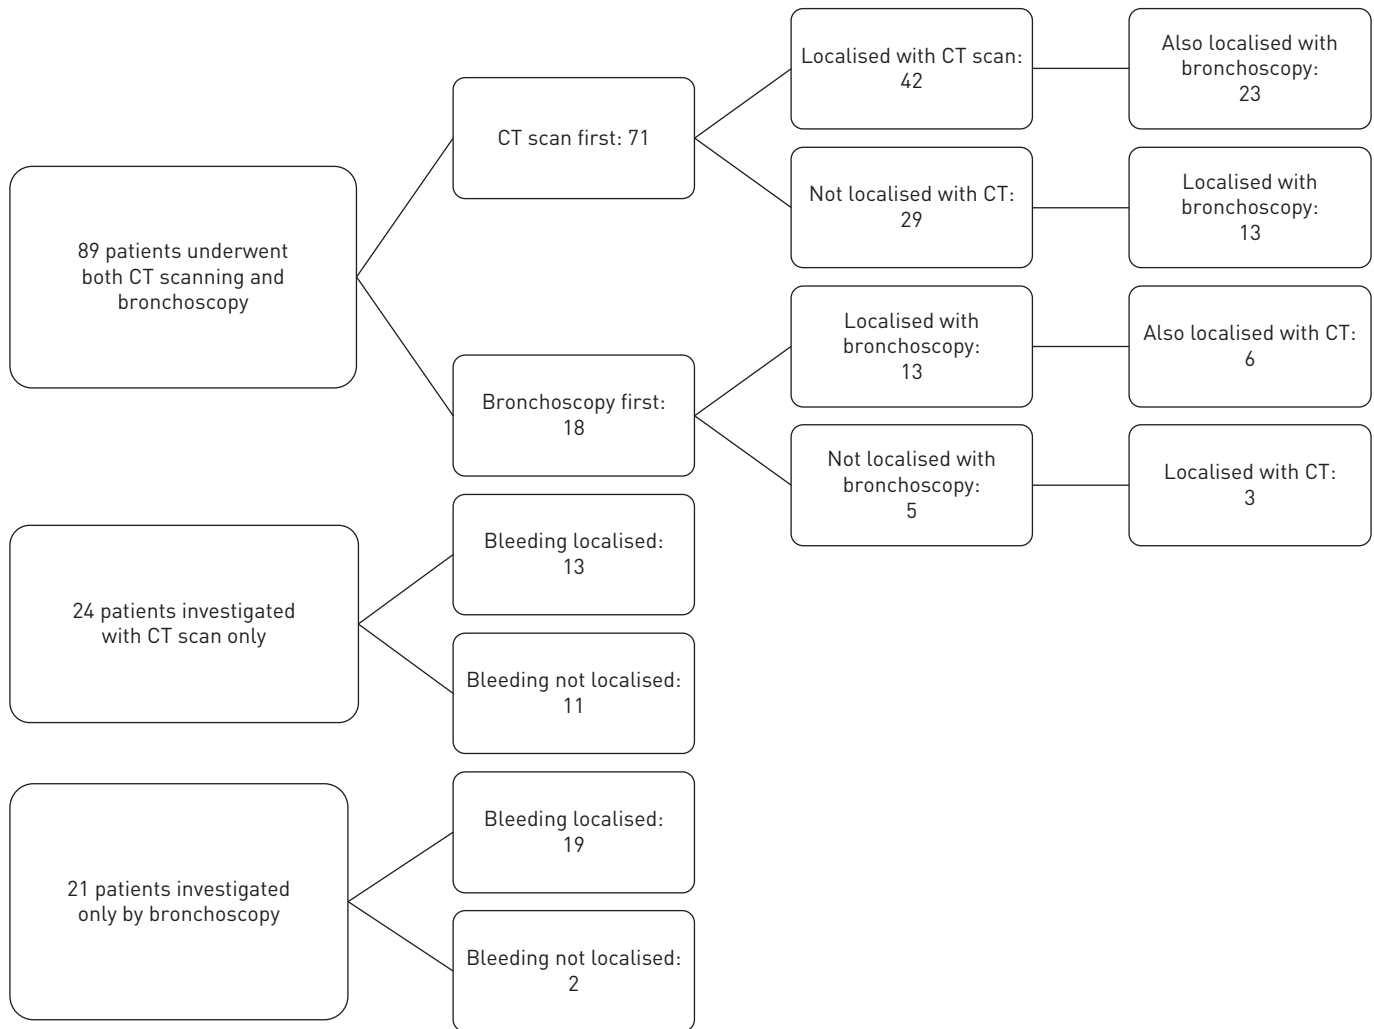 89 patients underwent
both CT scanning and
bronchoscopy
CT scan first: 71
Localised with CT scan:
42
Also localised with
bronchoscopy:
23
Not localised with CT:
29
Localised with
bronchoscopy:
13
Bronchoscopy first:
18
Localised with
bronchoscopy:
13
Also localised with CT:
6
Not localised with
bronchoscopy:
5
Localised with CT:
3
24 patients investigated
with CT scan only
Bleeding localised:
13
Bleeding not localised:
11
21 patients investigated
only by bronchoscopy
Bleeding localised:
19
Bleeding not localised:
2